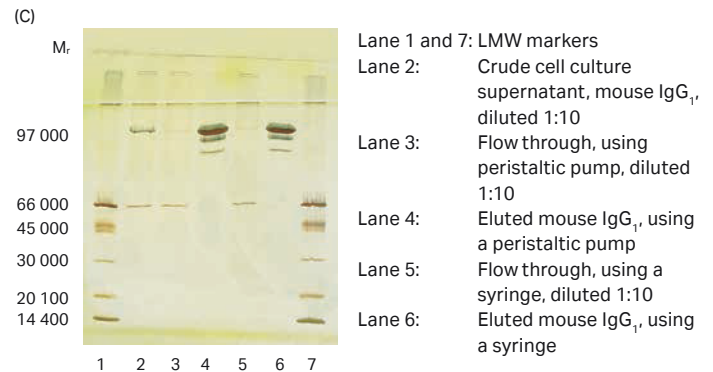 (C)
Mr
97 000
66 000
45 000
30 000
20 100
14 400
1 2 3 4 5 6 7
Lane 1 and 7: LMW markers
Lane 2: Crude cell culture
supernatant, mouse IgG1,
diluted 1:10
Lane 3: Flow through, using
peristaltic pump, diluted
1:10
Lane 4: Eluted mouse IgG1, using
a peristaltic pump
Lane 5: Flow through, using a
syringe, diluted 1:10
Lane 6: Eluted mouse IgG1, using
a syringe